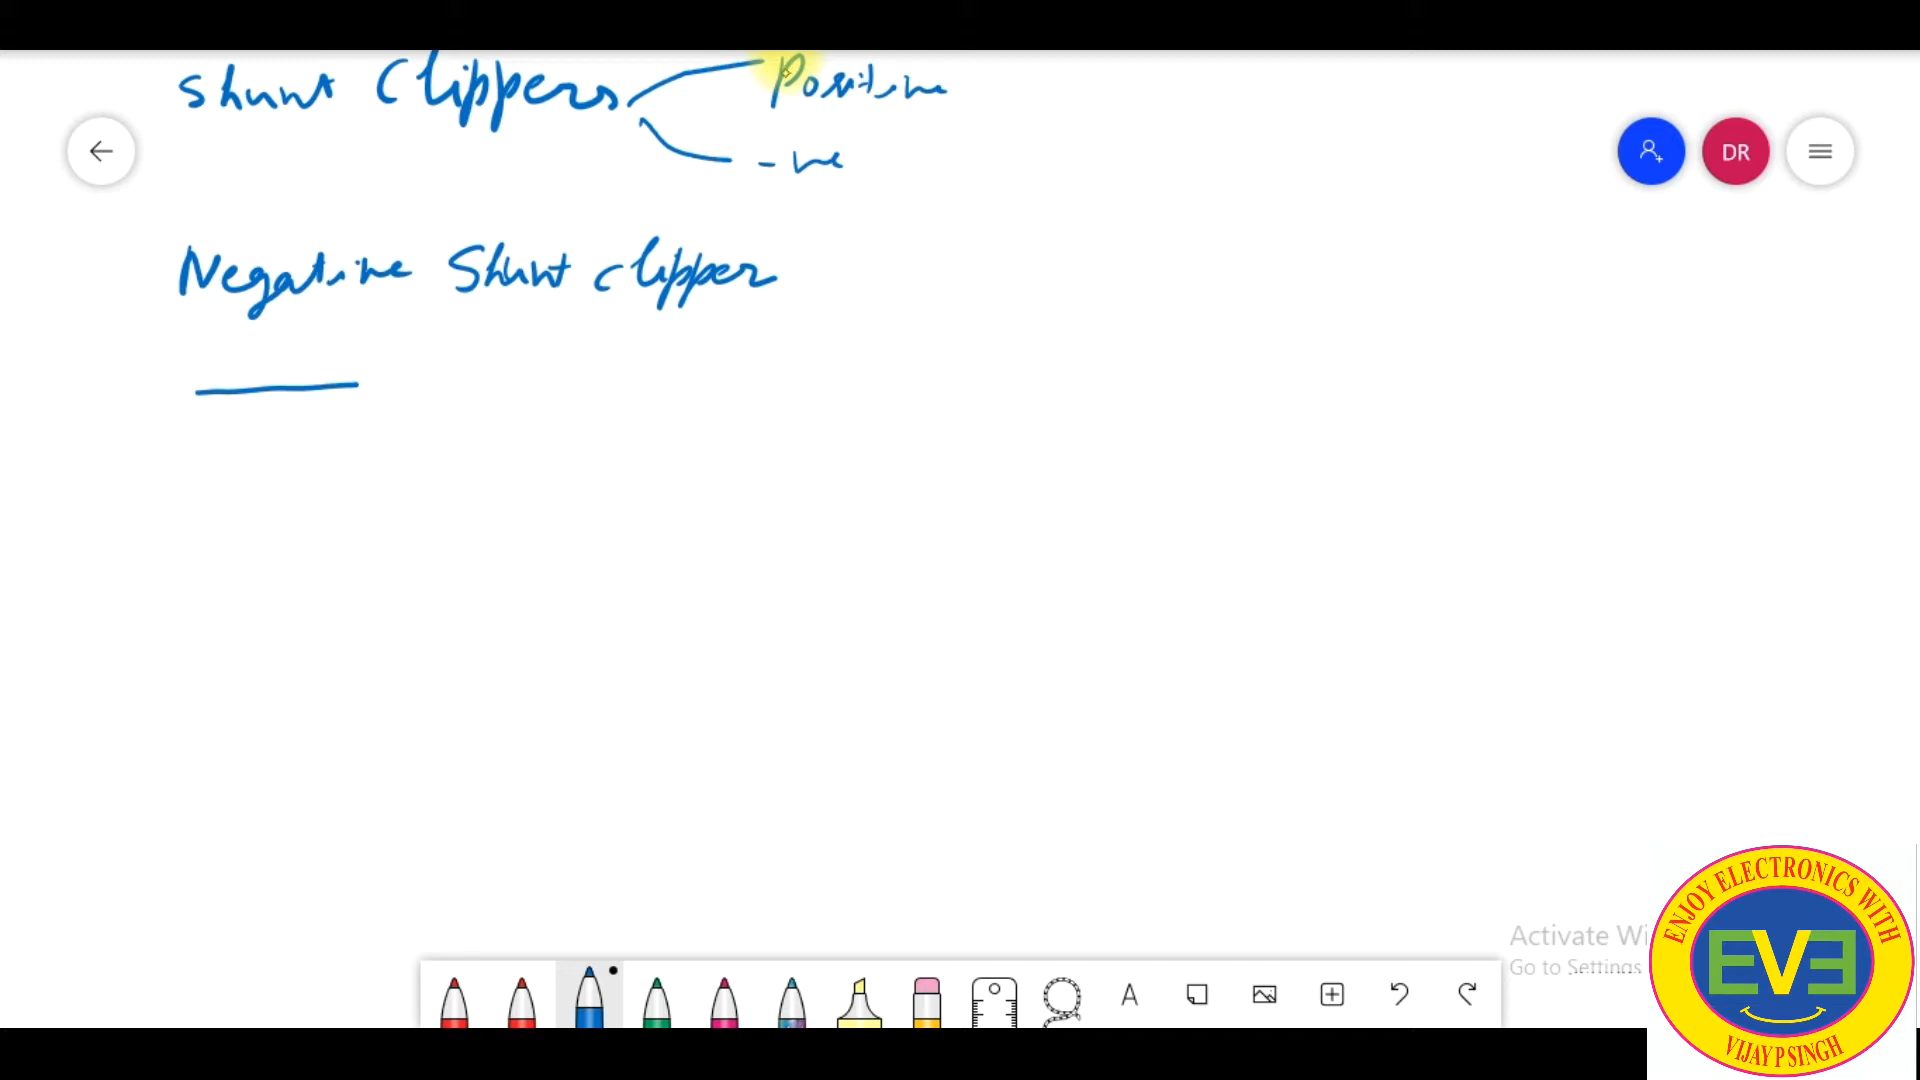 Shunt Clippers Positive
- ve
DR
Negative Shunt Clipper
A
Activate Wi
Go to Settings
ENJOY ELECTRONICS WITH
EVE
VIJAY P SINGH